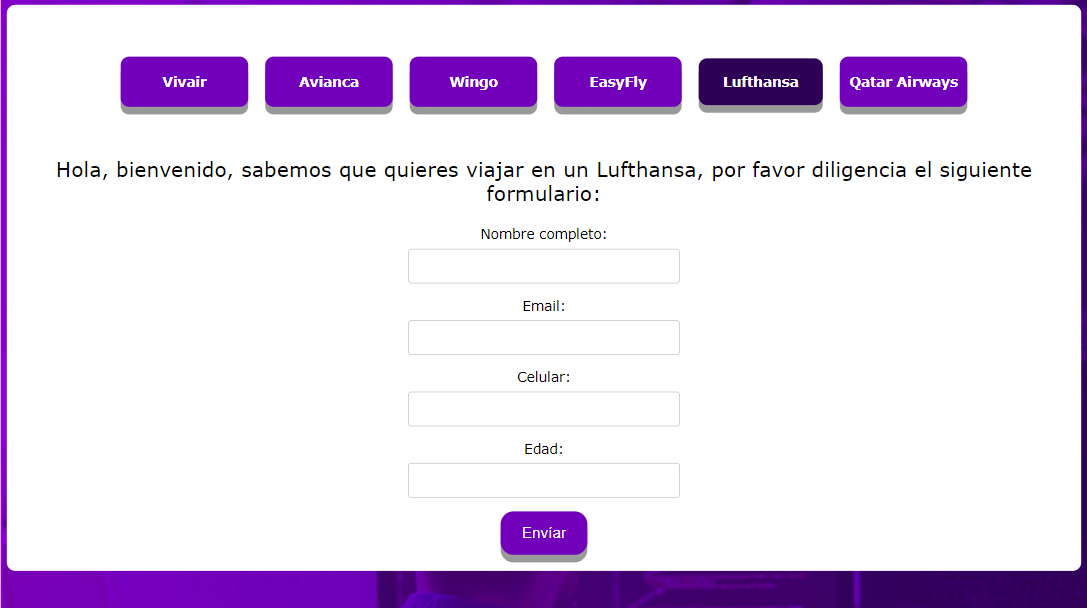 Vivair Avianca Wingo EasyFly Lufthansa Qatar Airways
Hola, bienvenido, sabemos que quieres viajar en un Lufthansa, por favor diligencia el siguiente
formulario:
Nombre completo:
Email:
Celular:
Edad:
Envíar